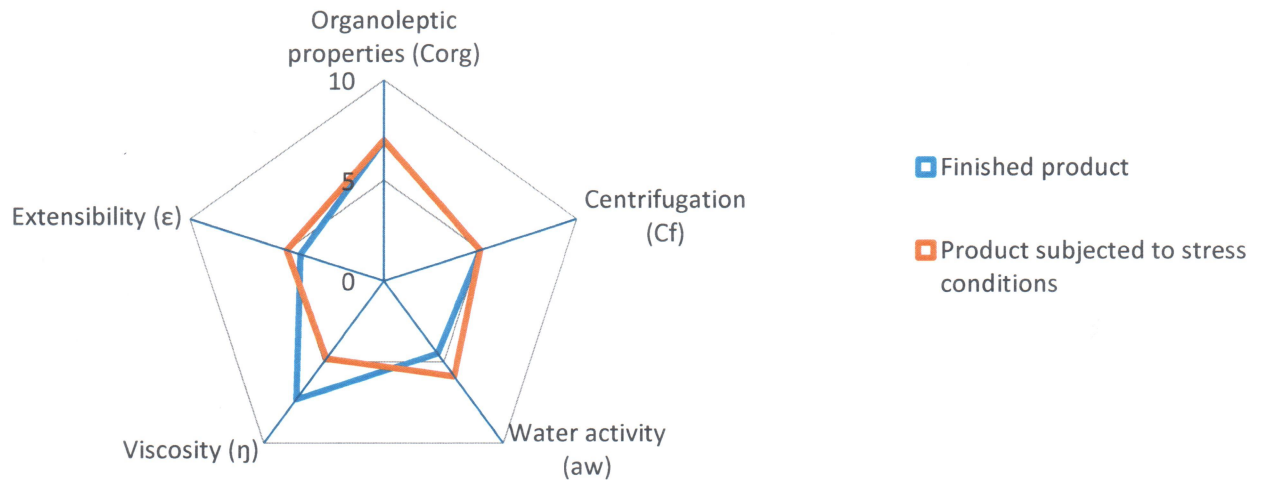 Organoleptic
properties (Corg)
10
5
0
Centrifugation
(Cf)
Extensibility (ε)
Viscosity (η)
Water activity
(aw)
Finished product
Product subjected to stress
conditions